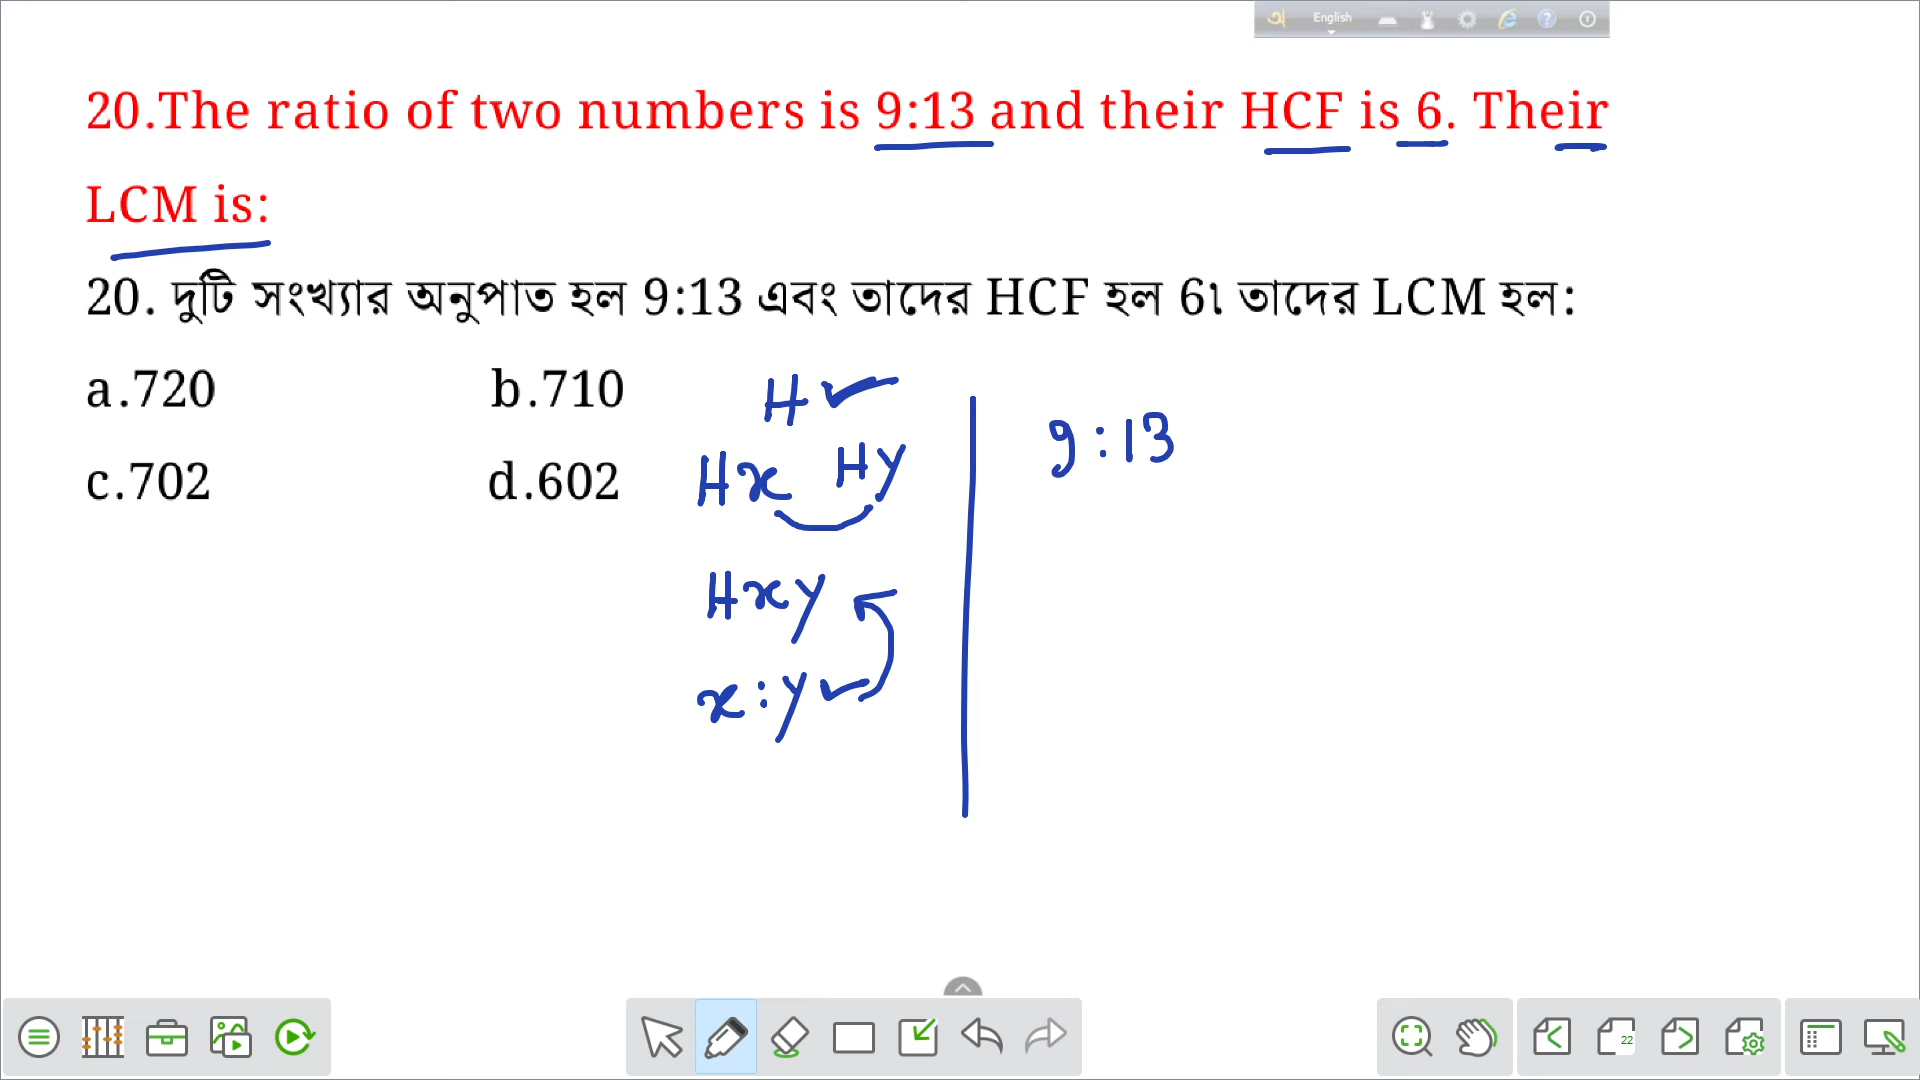 English
20.The ratio of two numbers is 9:13 and their HCF is 6. Their
LCM is:
20. দুটি সংখ্যার অনুপাত হল 9:13 এবং তাদের HCF হল 6৷ তাদের LCM হল:
a.720 b.710
c.702 d.602
H
Hx Hy
Hxy
x:y
9:13
22